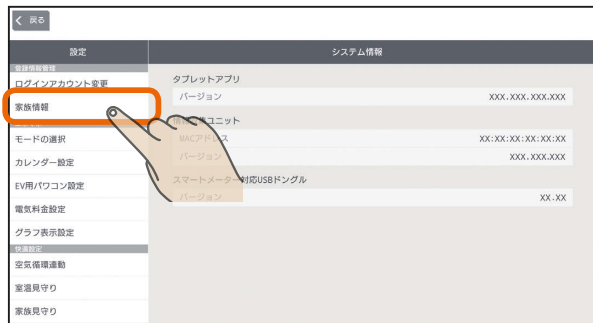 戻る
設定
システム情報
登録情報管理
ログインアカウント変更
タブレットアプリ
バージョン
XXX.XXX.XXX.XXX
家族情報
ユニット
MACアドレス
XX:XX:XX:XX:XX:XX
モードの選択
バージョン
XXX.XXX.XXX
カレンダー設定
スマートメーター対応USBドングル
EV用パワコン設定
バージョン
XX.XX
電気料金設定
グラフ表示設定
快適設定
空気循環連動
室温見守り
家族見守り